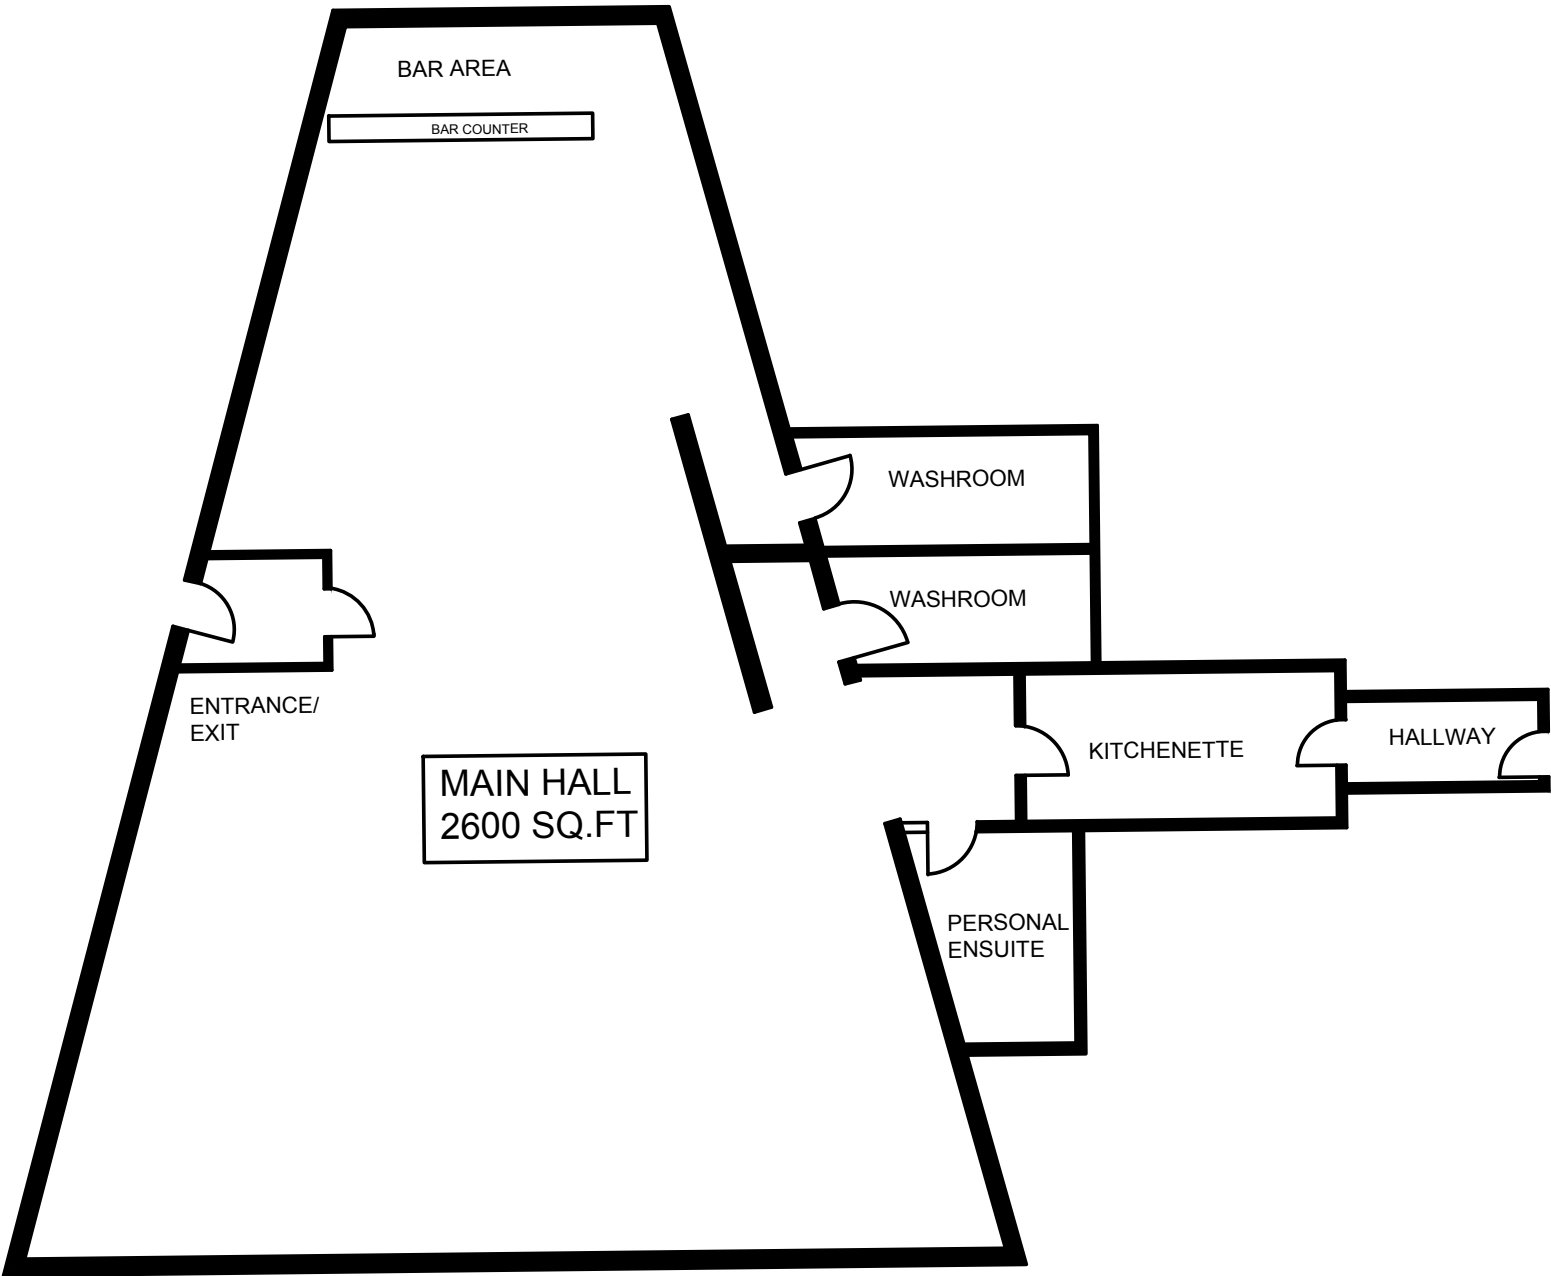 BAR AREA
BAR COUNTER
WASHROOM
WASHROOM
ENTRANCE/
EXIT
KITCHENETTE
HALLWAY
MAIN HALL
2600 SQ.FT
PERSONAL
ENSUITE